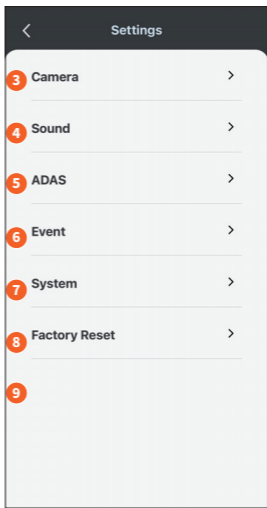 Settings
3 Camera
4 Sound
5 ADAS
6 Event
7 System
8 Factory Reset
9